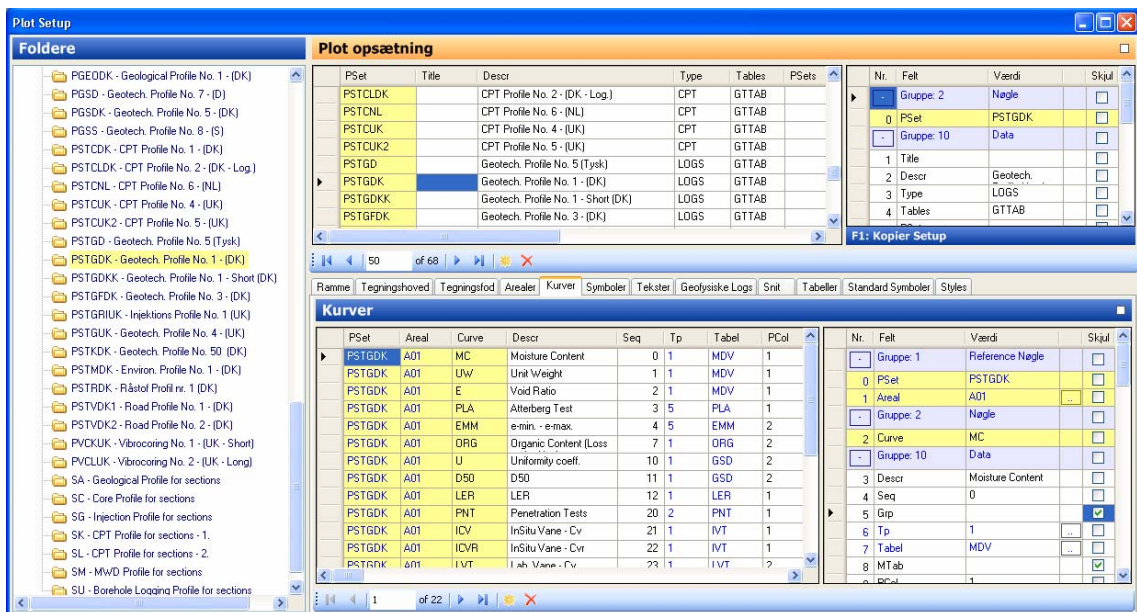 Plot Setup
Foldere
PGEODK - Geological Profile No. 1 - (DK)
PGSD - Geotech. Profile No. 7 - (D)
PGSDK - Geotech. Profile No. 5 - (DK)
PGSS - Geotech. Profile No. 8 - (S)
PSTCDK - CPT Profile No. 1 - (DK)
PSTCLDK - CPT Profile No. 2 - (DK - Log.)
PSTCNL - CPT Profile No. 6 - (NL)
PSTCUK - CPT Profile No. 4 - (UK)
PSTCUK2 - CPT Profile No. 5 - (UK)
PSTGD - Geotech. Profile No. 5 (Tysk)
PSTGDK - Geotech. Profile No. 1 - (DK)
PSTGDKK - Geotech. Profile No. 1 - Short (DK)
PSTGFDK - Geotech. Profile No. 3 - (DK)
PSTGRIUK - Injektions Profile No. 1 (UK)
PSTGUK - Geotech. Profile No. 4 - (UK)
PSTKDK - Geotech. Profile No. 50 (DK)
PSTMDK - Environ. Profile No. 1 - (DK)
PSTRDK - Råstof Profil nr. 1 (DK)
PSTVDK1 - Road Profile No. 1 - (DK)
PSTVDK2 - Road Profile No. 2 - (DK)
PVCKUK - Vibrocoring No. 1 - (UK - Short)
PVCLUK - Vibrocoring No. 2 - (UK - Long)
SA - Geological Profile for sections
SC - Core Profile for sections
SG - Injection Profile for sections
SK - CPT Profile for sections - 1.
SL - CPT Profile for sections - 2.
SM - MWD Profile for sections
SU - Borehole Logging Profile for sections
Plot opsætning
PSet Title Descr Type Tables PSets
PSTCLDK CPT Profile No. 2 - (DK - Log.) CPT GTTAB
PSTCNL CPT Profile No. 6 - (NL) CPT GTTAB
PSTCUK CPT Profile No. 4 - (UK) CPT GTTAB
PSTCUK2 CPT Profile No. 5 - (UK) CPT GTTAB
PSTGD Geotech. Profile No. 5 (Tysk) LOGS GTTAB
PSTGDK Geotech. Profile No. 1 - (DK) LOGS GTTAB
PSTGDKK Geotech. Profile No. 1 - Short (DK) LOGS GTTAB
PSTGFDK Geotech. Profile No. 3 - (DK) LOGS GTTAB
50 of 68
Nr. Felt Værdi Skjul
- Gruppe: 2 Nøgle
0 PSet PSTGDK
- Gruppe: 10 Data
1 Title
2 Descr Geotech.
3 Type LOGS
4 Tables GTTAB
F1: Kopier Setup
Ramme Tegningshoved Tegningsfod Arealer Kurver Symboler Tekster Geofysiske Logs Snit Tabeller Standard Symboler Styles
Kurver
PSet Areal Curve Descr Seq Tp Tabel PCol
PSTGDK A01 MC Moisture Content 0 1 MDV 1
PSTGDK A01 UW Unit Weight 1 1 MDV 1
PSTGDK A01 E Void Ratio 2 1 MDV 1
PSTGDK A01 PLA Atterberg Test 3 5 PLA 1
PSTGDK A01 EMM e-min. - e-max. 4 5 EMM 2
PSTGDK A01 ORG Organic Content (Loss 7 1 ORG 2
PSTGDK A01 U Uniformity coeff. 10 1 GSD 2
PSTGDK A01 D50 D50 11 1 GSD 2
PSTGDK A01 LER LER 12 1 LER 1
PSTGDK A01 PNT Penetration Tests 20 2 PNT 1
PSTGDK A01 ICV InSitu Vane - Cv 21 1 IVT 1
PSTGDK A01 ICVR InSitu Vane - Cvr 22 1 IVT 1
PSTGDK A01 LVT Lab. Vane - Cv 23 1 LVT 2
1 of 22
Nr. Felt Værdi Skjul
- Gruppe: 1 Reference Nøgle
0 PSet PSTGDK
1 Areal A01 ..
- Gruppe: 2 Nøgle
2 Curve MC
- Gruppe: 10 Data
3 Descr Moisture Content
4 Seq 0
5 Grp
6 Tp 1 ..
7 Tabel MDV ..
8 MTab
9 PCol 1